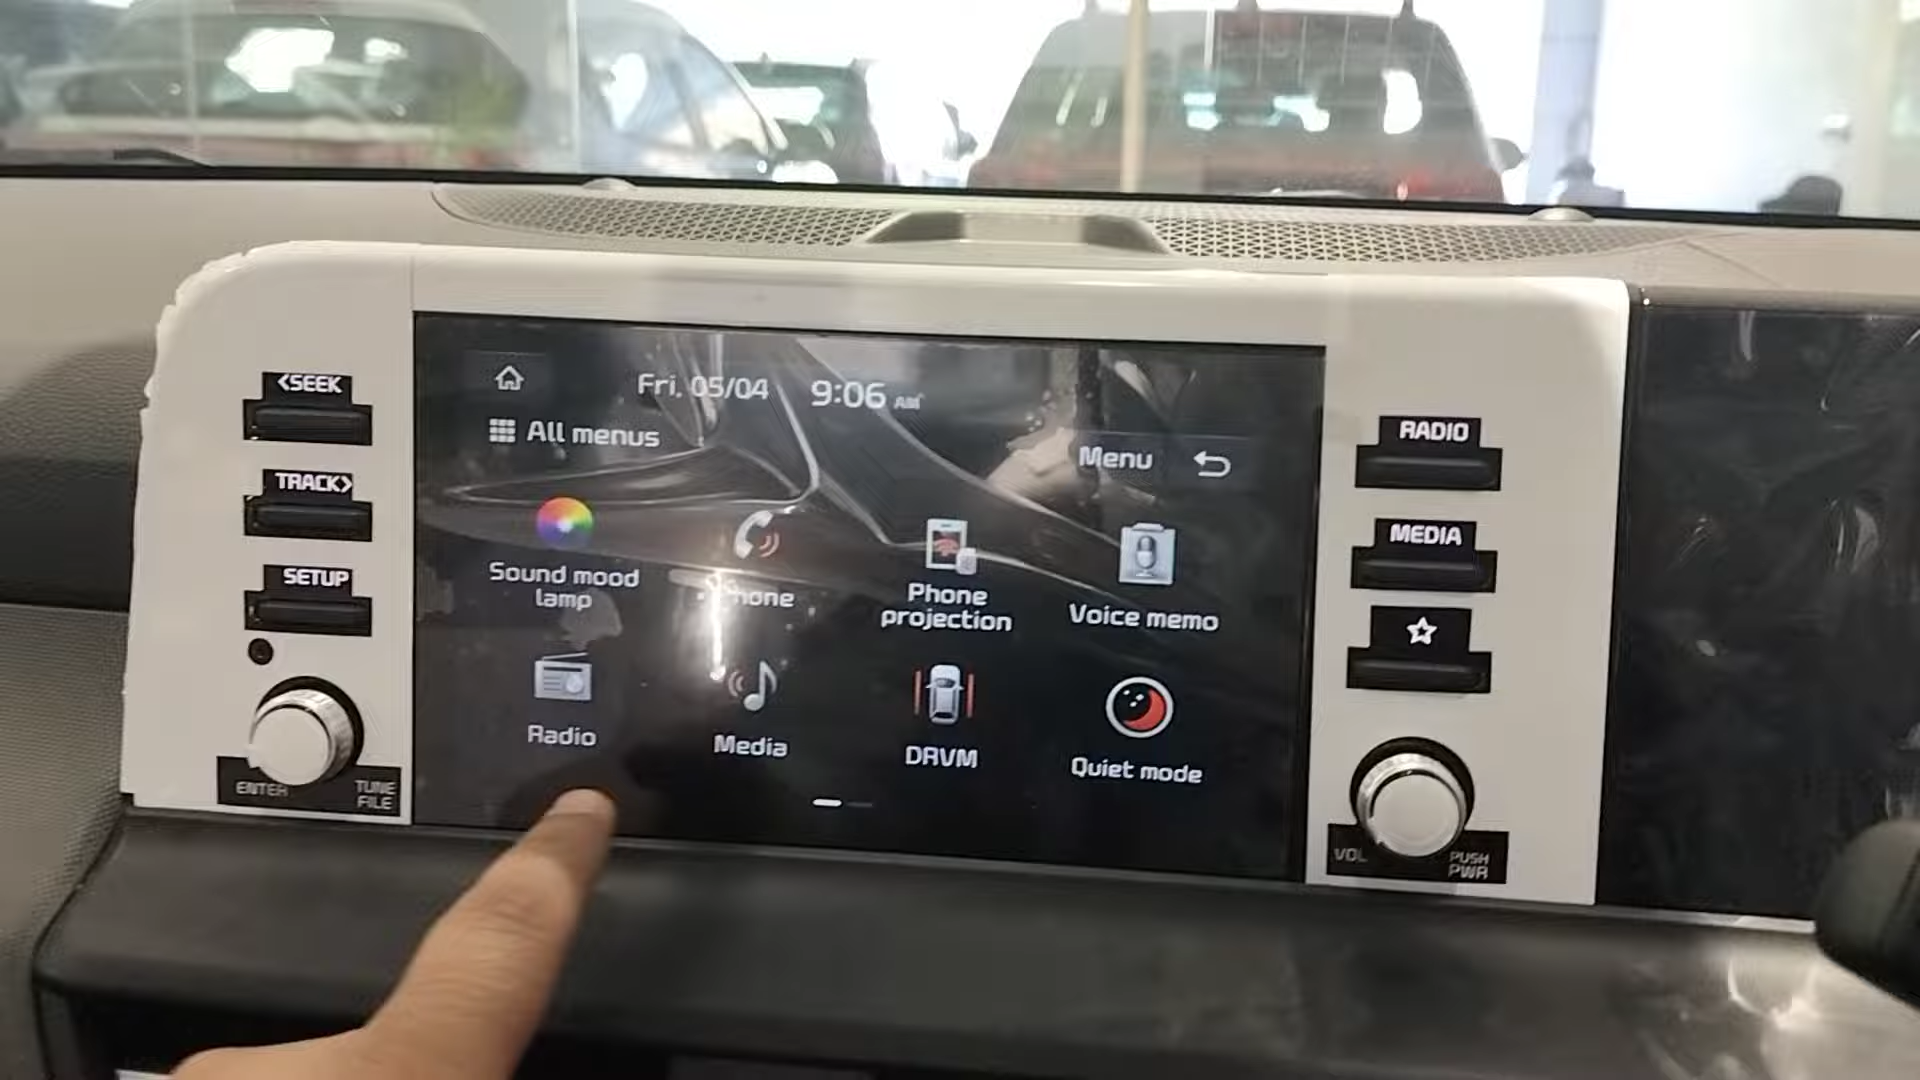 <SEEK
TRACK>
SETUP
ENTER
TUNE
FILE
Fri, 05/04 9:06 AM
All menus
Menu
Sound mood
lamp
Phone
projection
Voice memo
Radio
Media
DRVM
Quiet mode
RADIO
MEDIA
VOL
PUSH
PWR